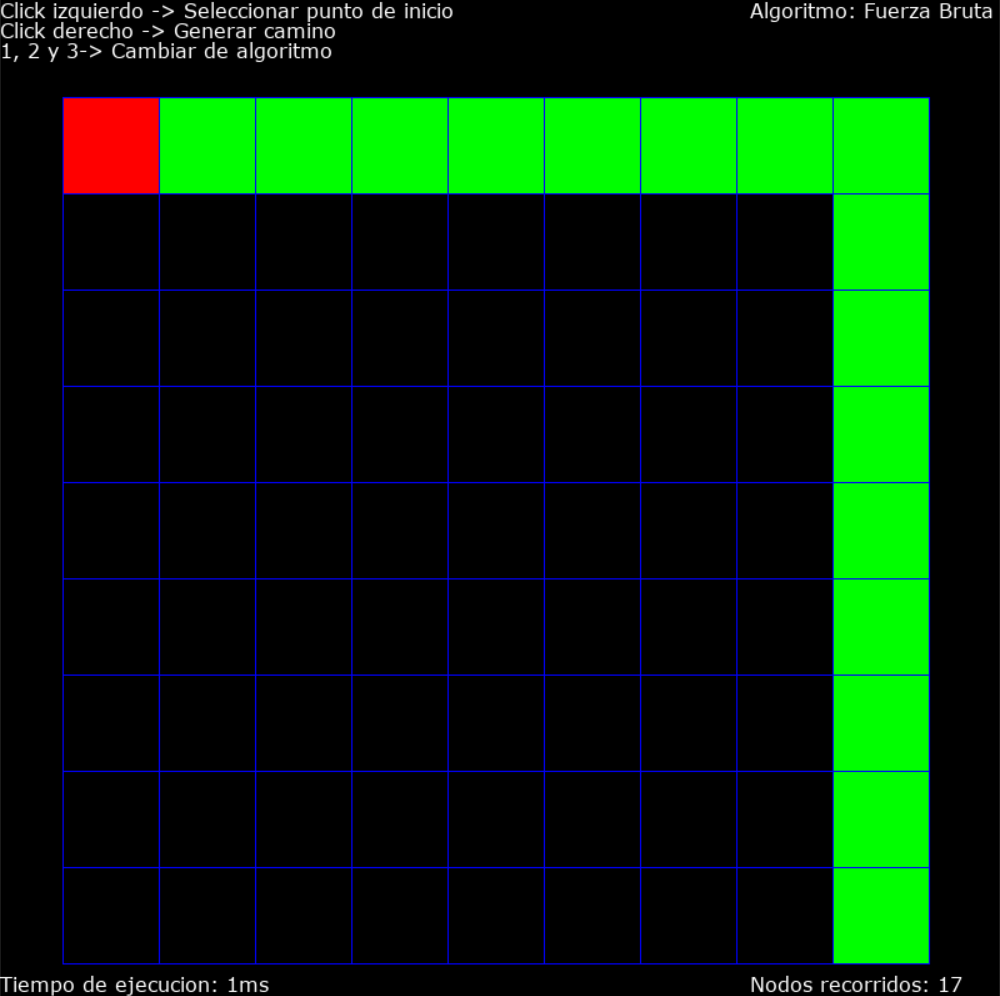 Click izquierdo -> Seleccionar punto de inicio
Algoritmo: Fuerza Bruta
Click derecho -> Generar camino
1, 2 y 3-> Cambiar de algoritmo
Tiempo de ejecucion: 1ms
Nodos recorridos: 17